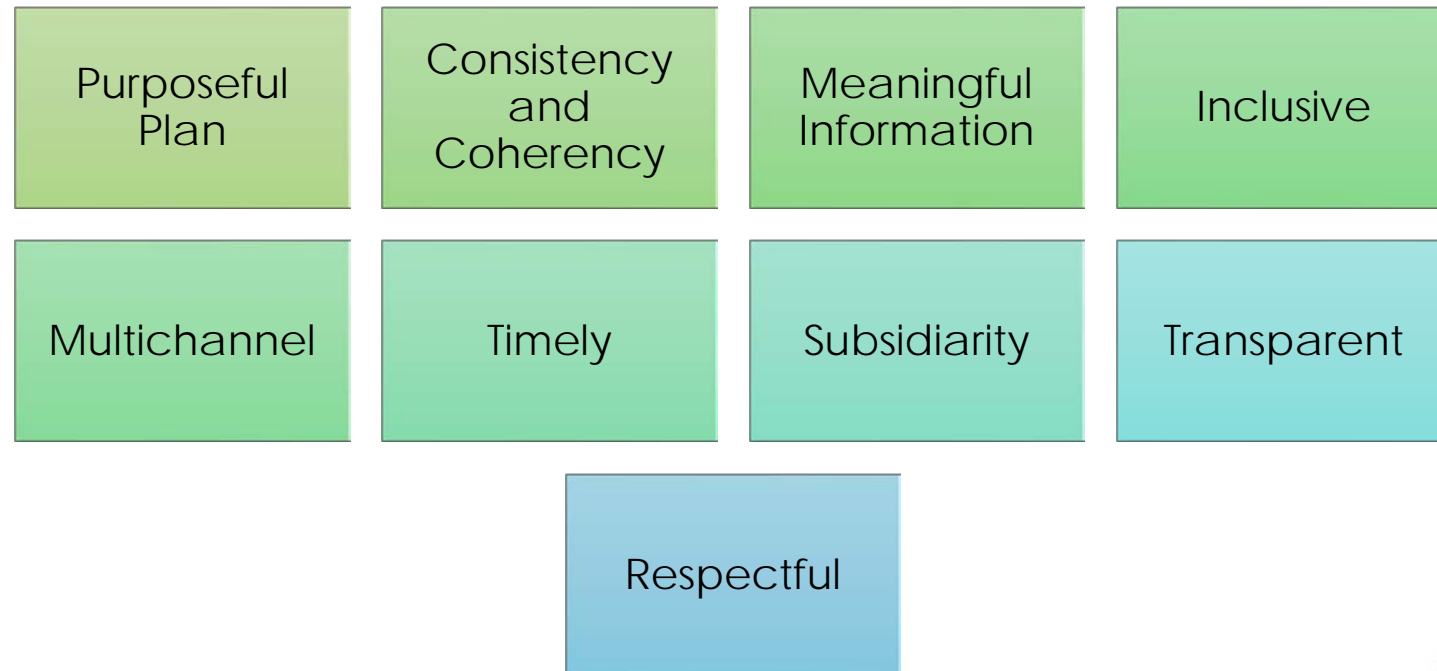 Purposeful
Plan
Consistency
and
Coherency
Meaningful
Information
Inclusive
Multichannel
Timely
Subsidiarity
Transparent
Respectful